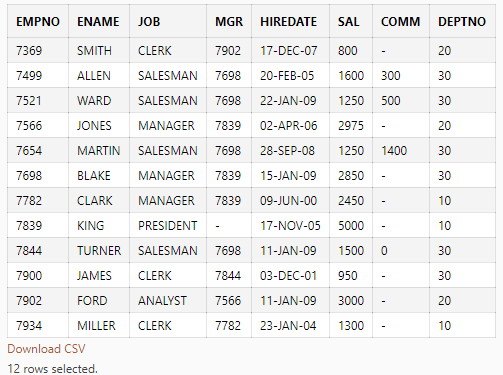 EMPNO ENAME JOB MGR HIREDATE SAL COMM DEPTNO
7369 SMITH CLERK 7902 17-DEC-07 800 - 20
7499 ALLEN SALESMAN 7698 20-FEB-05 1600 300 30
7521 WARD SALESMAN 7698 22-JAN-09 1250 500 30
7566 JONES MANAGER 7839 02-APR-06 2975 - 20
7654 MARTIN SALESMAN 7698 28-SEP-08 1250 1400 30
7698 BLAKE MANAGER 7839 15-JAN-09 2850 - 30
7782 CLARK MANAGER 7839 09-JUN-00 2450 - 10
7839 KING PRESIDENT - 17-NOV-05 5000 - 10
7844 TURNER SALESMAN 7698 11-JAN-09 1500 0 30
7900 JAMES CLERK 7844 03-DEC-01 950 - 30
7902 FORD ANALYST 7566 11-JAN-09 3000 - 20
7934 MILLER CLERK 7782 23-JAN-04 1300 - 10
Download CSV
12 rows selected.